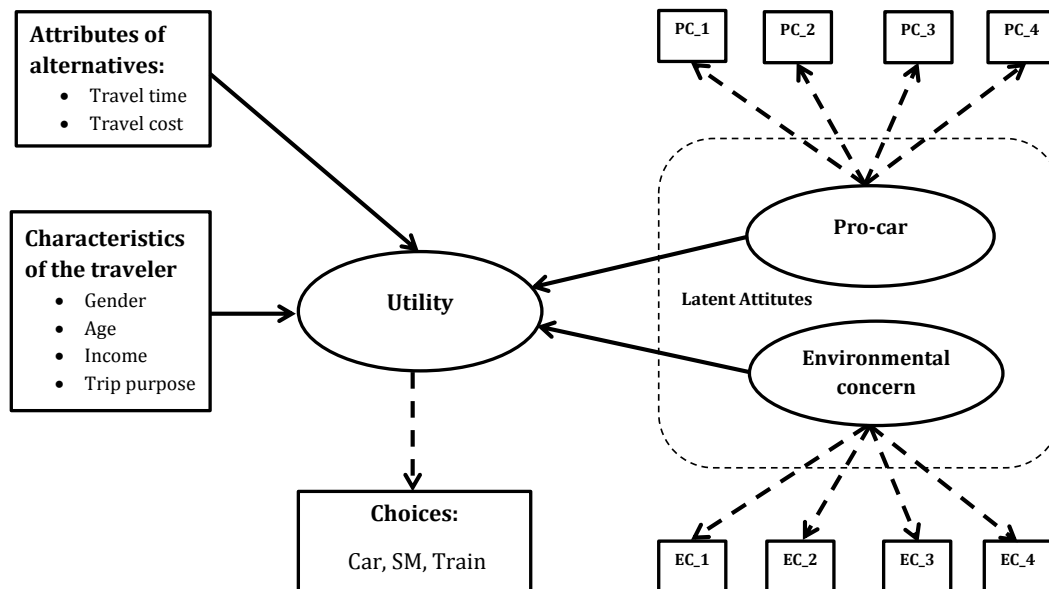 Attributes of
alternatives:
• Travel time
• Travel cost
PC_1
PC_2
PC_3
PC_4
Characteristics
of the traveler
• Gender
• Age
• Income
• Trip purpose
Utility
Pro-car
Latent Attitutes
Environmental
concern
Choices:
Car, SM, Train
EC_1
EC_2
EC_3
EC_4